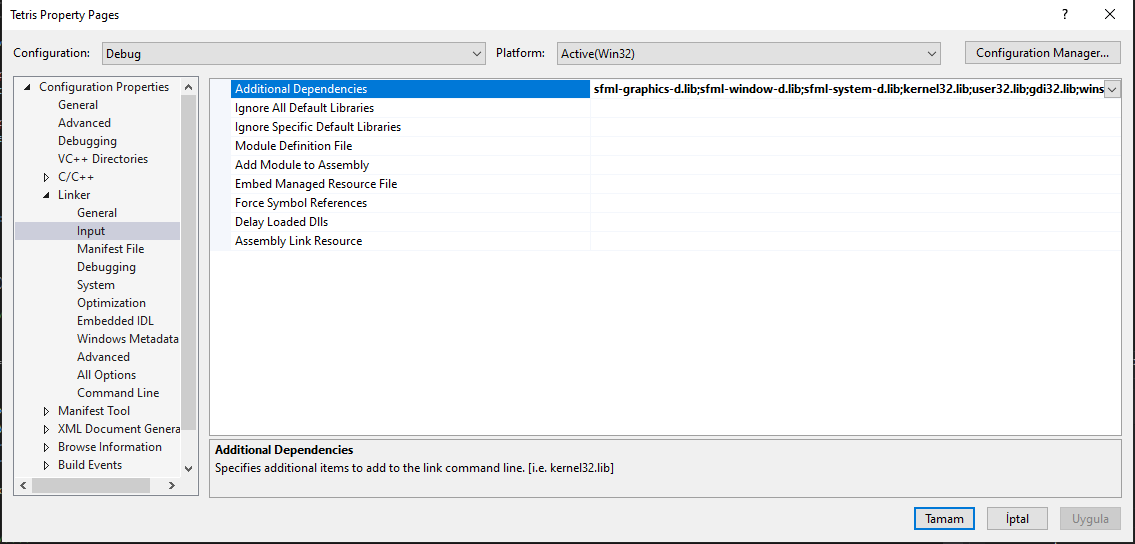 Tetris Property Pages
?
Configuration: Debug Platform: Active(Win32) Configuration Manager...
Configuration Properties
General
Advanced
Debugging
VC++ Directories
C/C++
Linker
General
Input
Manifest File
Debugging
System
Optimization
Embedded IDL
Windows Metadata
Advanced
All Options
Command Line
Manifest Tool
XML Document Genera
Browse Information
Build Events
Additional Dependencies sfml-graphics-d.lib;sfml-window-d.lib;sfml-system-d.lib;kernel32.lib;user32.lib;gdi32.lib;wins
Ignore All Default Libraries
Ignore Specific Default Libraries
Module Definition File
Add Module to Assembly
Embed Managed Resource File
Force Symbol References
Delay Loaded Dlls
Assembly Link Resource
Additional Dependencies
Specifies additional items to add to the link command line. [i.e. kernel32.lib]
Tamam İptal Uygula